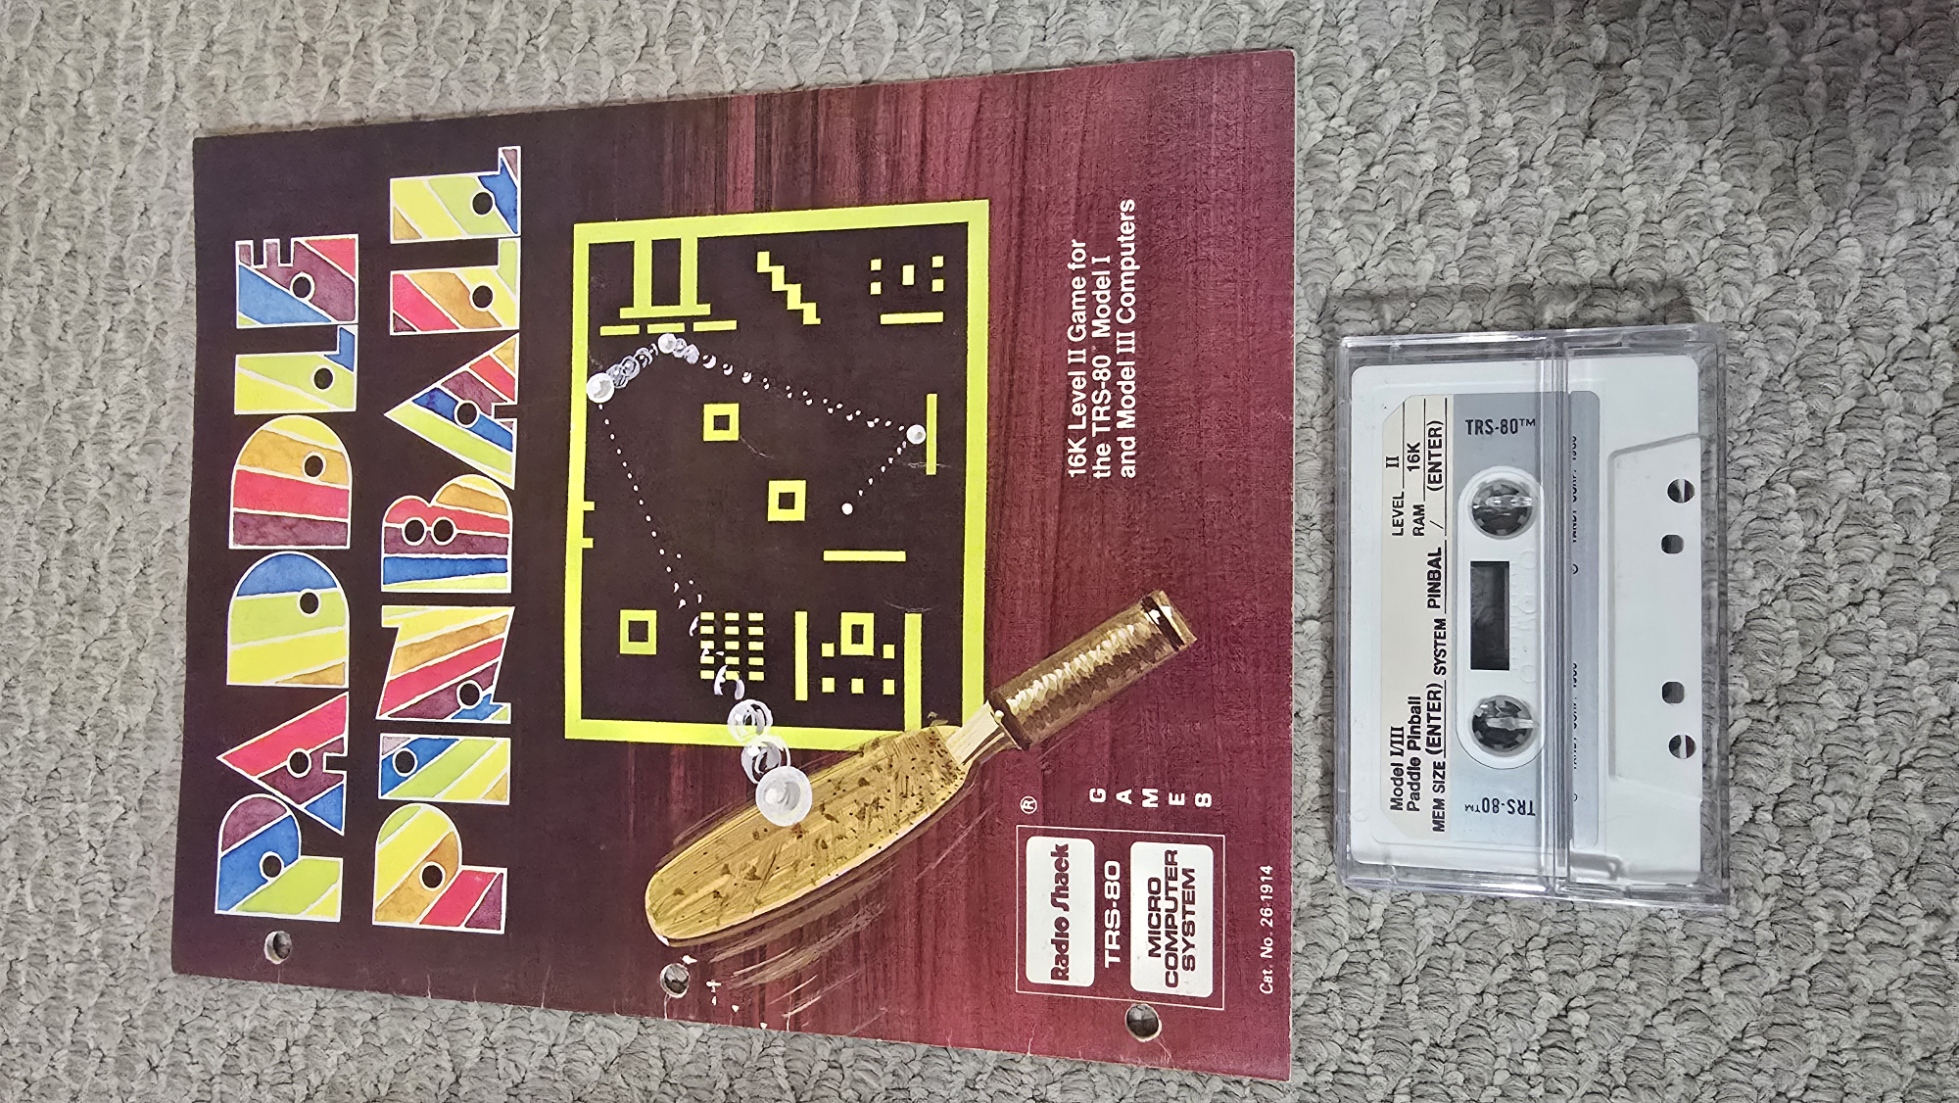 PADDLE
PINBALL
16K Level II Game for
the TRS-80™ Model I
and Model III Computers
Radio Shack ®
TRS-80
MICRO
COMPUTER
SYSTEM
GAMES
Cat. No. 26-1914
Model I/III
Paddle Pinball
LEVEL II
RAM 16K
MEM SIZE (ENTER) SYSTEM PINBAL / (ENTER)
TRS-80™
TRS-80™